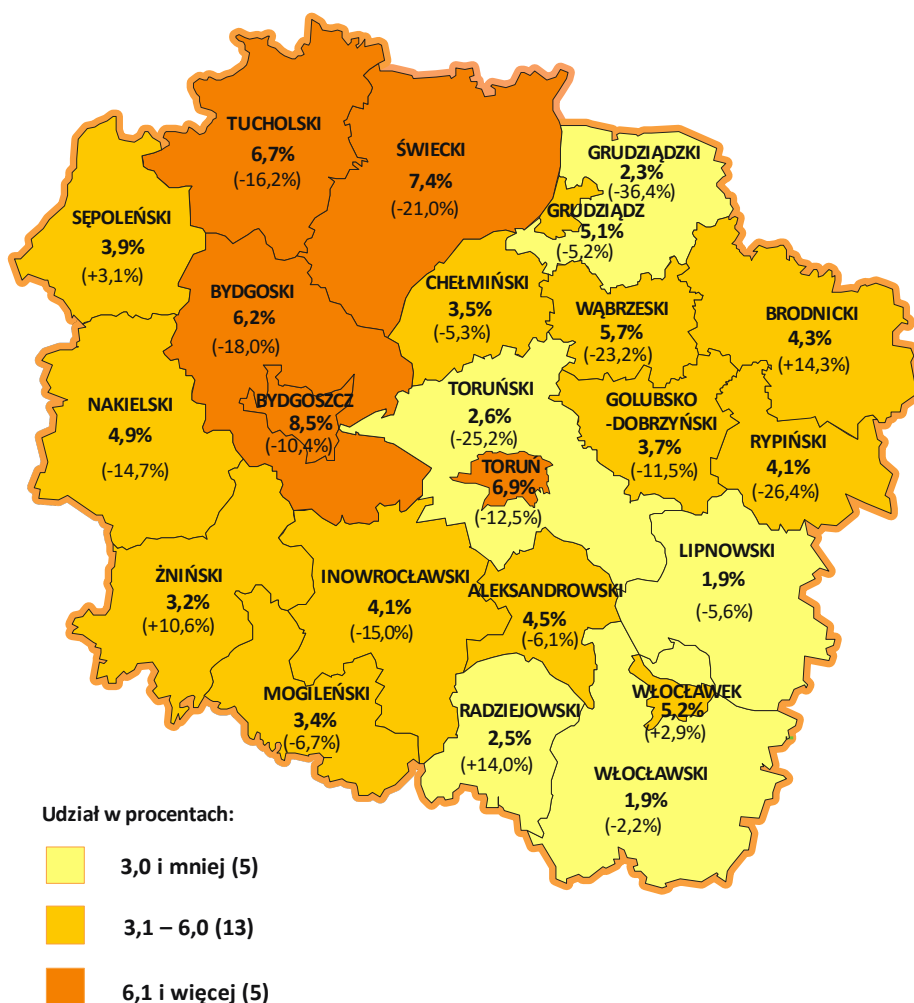 TUCHOLSKI
6,7%
(-16,2%)
ŚWIECKI
7,4%
(-21,0%)
GRUDZIĄDZKI
2,3%
(-36,4%)
GRUDZIĄDZ
5,1%
(-5,2%)
SĘPOLEŃSKI
3,9%
(+3,1%)
BYDGOSKI
6,2%
(-18,0%)
CHEŁMIŃSKI
3,5%
(-5,3%)
WĄBRZESKI
5,7%
(-23,2%)
BRODNICKI
4,3%
(+14,3%)
NAKIELSKI
4,9%
(-14,7%)
BYDGOSZCZ
8,5%
(-10,4%)
TORUŃSKI
2,6%
(-25,2%)
GOLUBSKO
-DOBRZYŃSKI
3,7%
(-11,5%)
RYPIŃSKI
4,1%
(-26,4%)
TORUŃ
6,9%
(-12,5%)
LIPNOWSKI
1,9%
(-5,6%)
ŻNIŃSKI
3,2%
(+10,6%)
INOWROCŁAWSKI
4,1%
(-15,0%)
ALEKSANDROWSKI
4,5%
(-6,1%)
MOGILEŃSKI
3,4%
(-6,7%)
RADZIEJOWSKI
2,5%
(+14,0%)
WŁOCŁAWEK
5,2%
(+2,9%)
WŁOCŁAWSKI
1,9%
(-2,2%)
Udział w procentach:
3,0 i mniej (5)
3,1 – 6,0 (13)
6,1 i więcej (5)